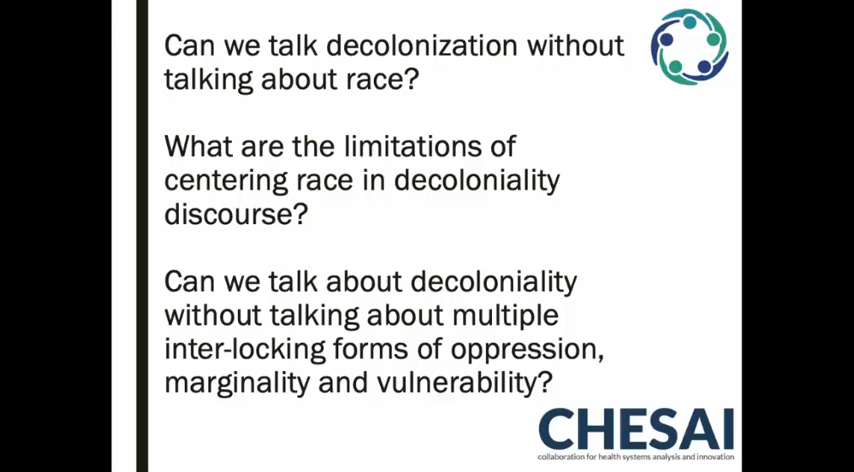 Can we talk decolonization without
talking about race?
What are the limitations of
centering race in decoloniality
discourse?
Can we talk about decoloniality
without talking about multiple
inter-locking forms of oppression,
marginality and vulnerability?
CHESAI
collaboration for health systems analysis and innovation